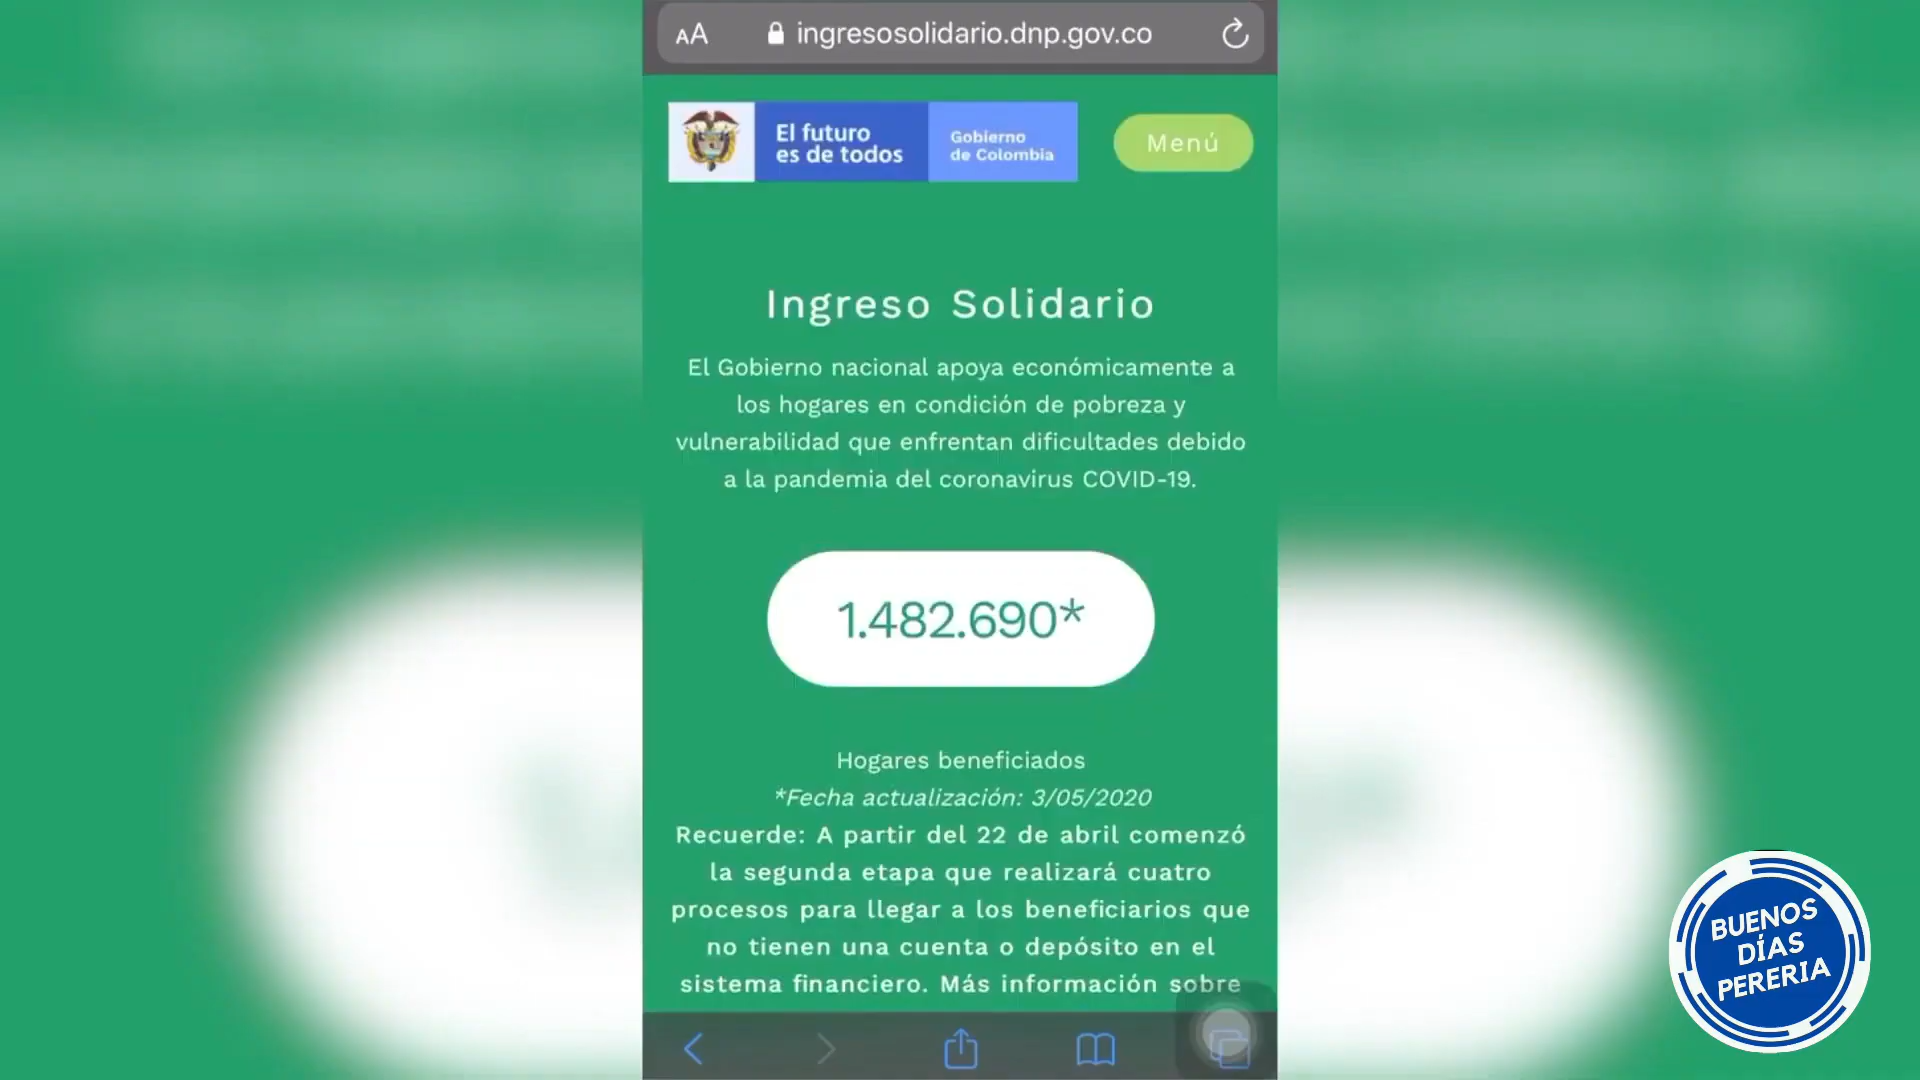 AA
ingresosolidario.dnp.gov.co
El futuro
es de todos
Gobierno
de Colombia
Menú
Ingreso Solidario
El Gobierno nacional apoya económicamente a
los hogares en condición de pobreza y
vulnerabilidad que enfrentan dificultades debido
a la pandemia del coronavirus COVID-19.
1.482.690*
Hogares beneficiados
*Fecha actualización: 3/05/2020
Recuerde: A partir del 22 de abril comenzó
la segunda etapa que realizará cuatro
procesos para llegar a los beneficiarios que
no tienen una cuenta o depósito en el
sistema financiero. Más información sobre
BUENOS
DÍAS
PERERIA